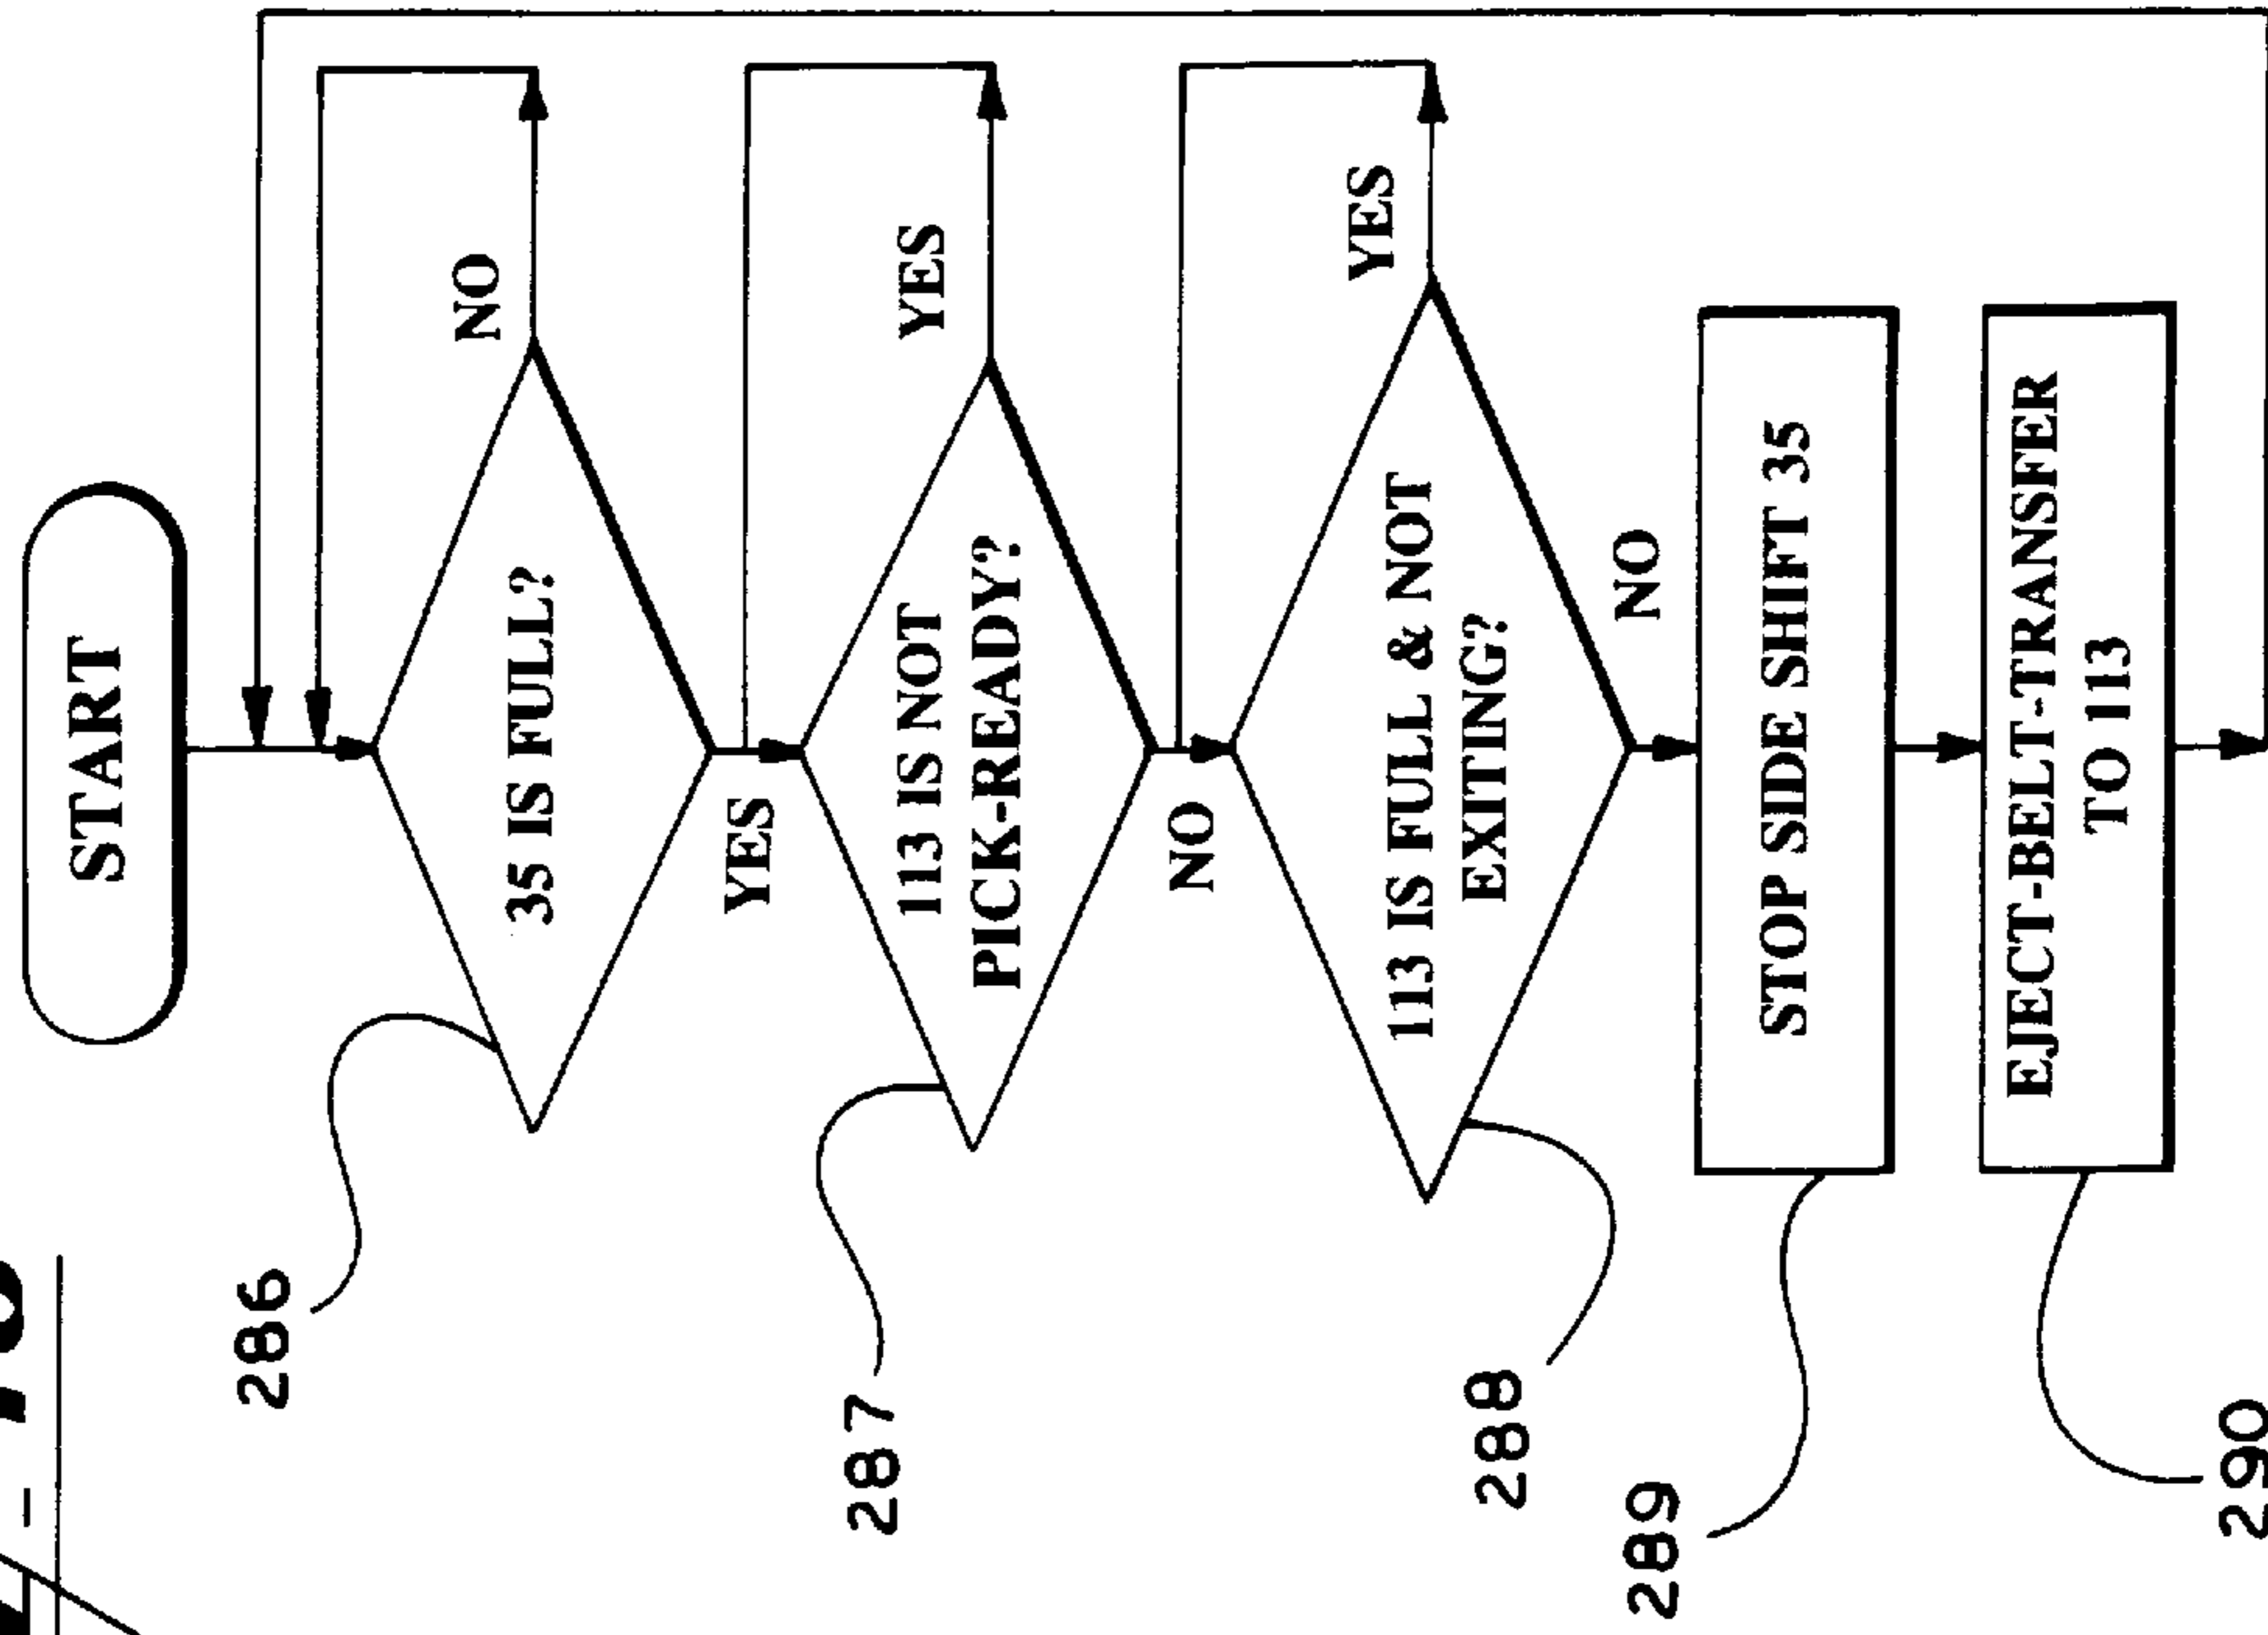 START
286
35 IS FULL?
NO
YES
287
113 IS NOT
PICK-READY?
YES
NO
288
113 IS FULL & NOT
EXITING?
YES
NO
289
STOP SIDE SHIFT 35
290
EJECT-BELT-TRANSFER
TO 113